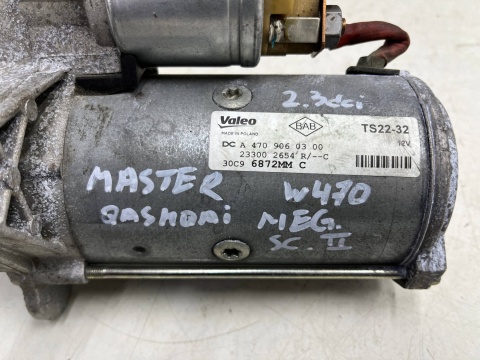 2.3dci
Valeo
MADE IN POLAND
BAB
TS22-32
12V
DC A 470 906 03 00
23300 2654 R/--C
30C9 6872MM C
MASTER
QASHQAi
W470
MEG.
SC. III